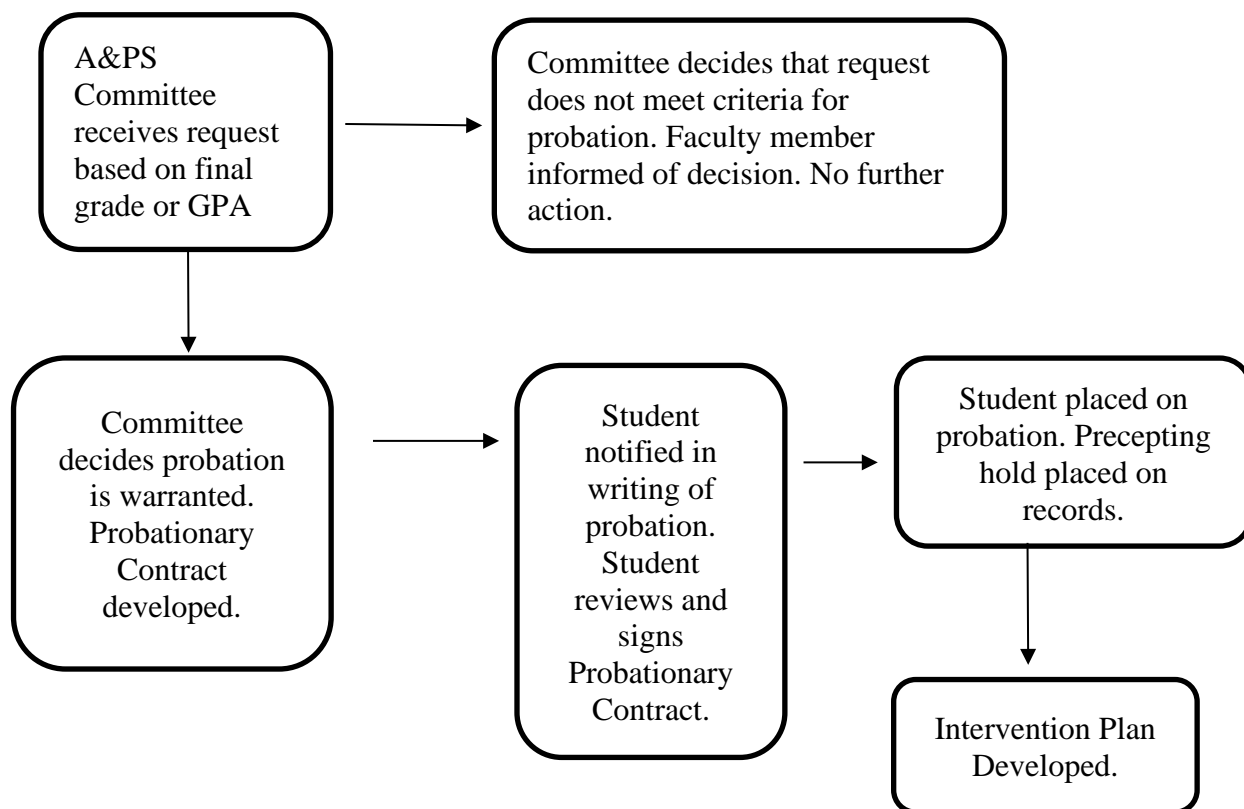 A&PS
Committee
receives request
based on final
grade or GPA
Committee decides that request
does not meet criteria for
probation. Faculty member
informed of decision. No further
action.
Committee
decides probation
is warranted.
Probationary
Contract
developed.
Student
notified in
writing of
probation.
Student
reviews and
signs
Probationary
Contract.
Student placed on
probation. Precepting
hold placed on
records.
Intervention Plan
Developed.